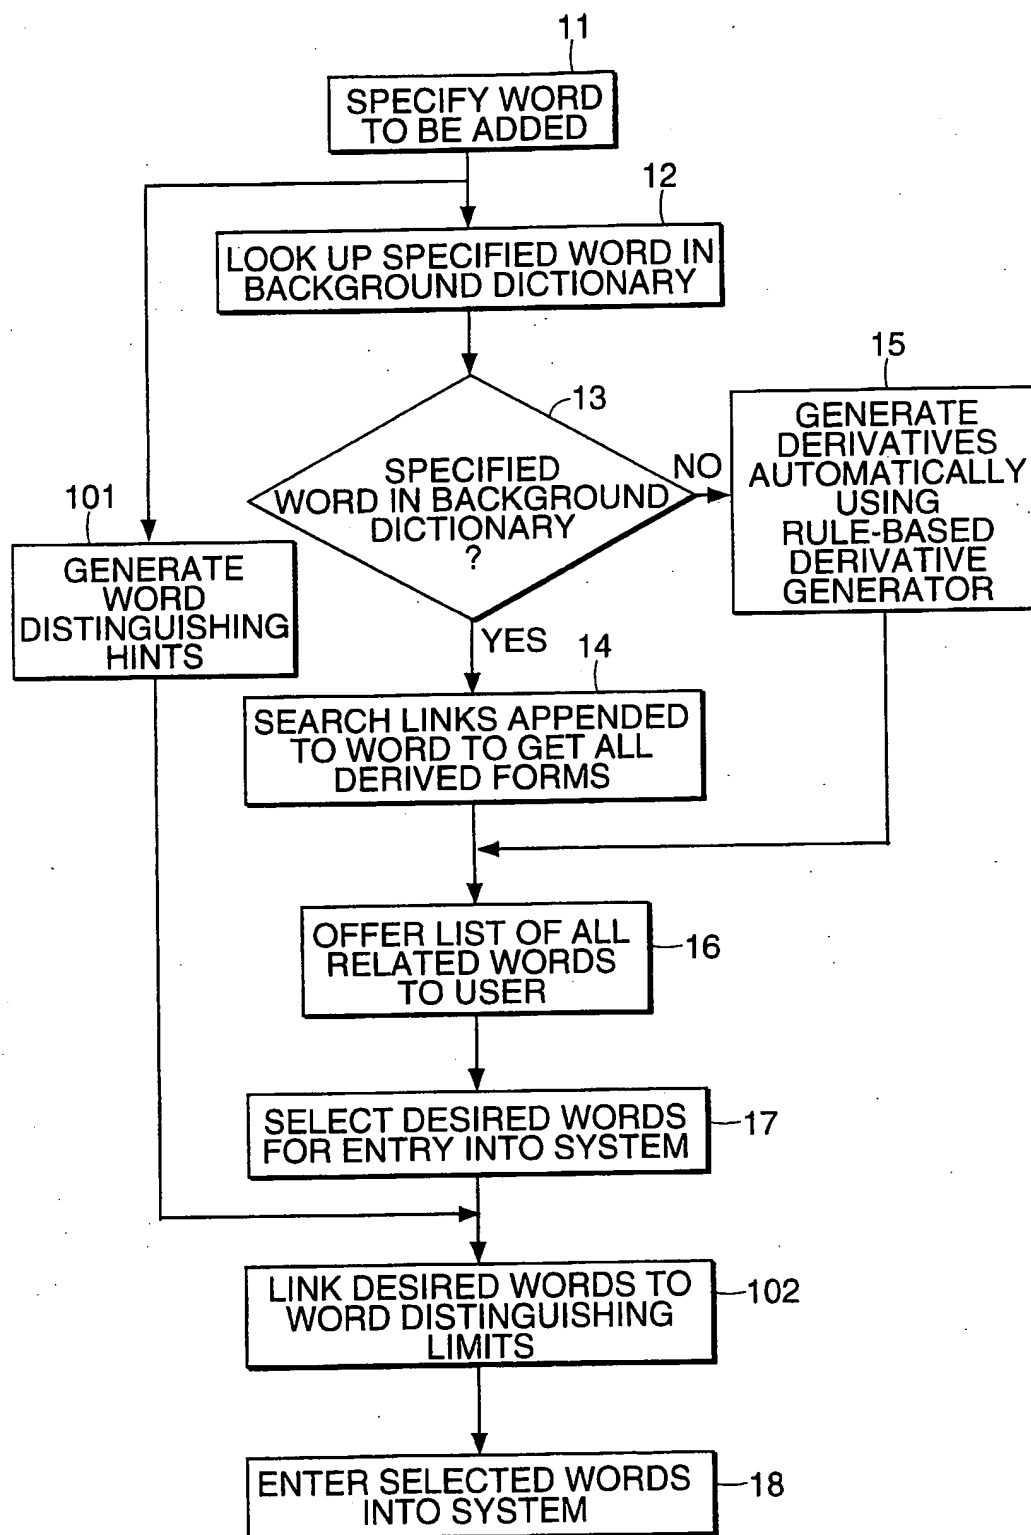 11
SPECIFY WORD
TO BE ADDED
12
LOOK UP SPECIFIED WORD IN
BACKGROUND DICTIONARY
13
SPECIFIED
WORD IN BACKGROUND
DICTIONARY
?
NO
YES
15
GENERATE
DERIVATIVES
AUTOMATICALLY
USING
RULE-BASED
DERIVATIVE
GENERATOR
101
GENERATE
WORD
DISTINGUISHING
HINTS
14
SEARCH LINKS APPENDED
TO WORD TO GET ALL
DERIVED FORMS
OFFER LIST OF ALL
RELATED WORDS
TO USER
16
SELECT DESIRED WORDS
FOR ENTRY INTO SYSTEM
17
LINK DESIRED WORDS TO
WORD DISTINGUISHING
LIMITS
102
ENTER SELECTED WORDS
INTO SYSTEM
18